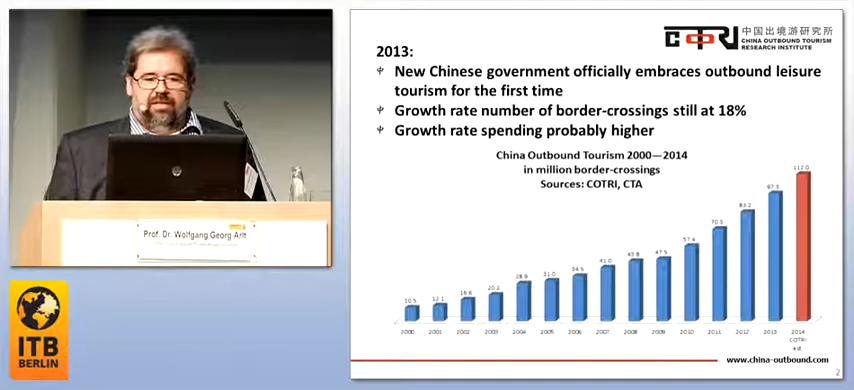 Prof. Dr. Wolfgang Georg Arlt
ITB
BERLIN
COTRI
中国出境游研究所
CHINA OUTBOUND TOURISM
RESEARCH INSTITUTE
2013:
New Chinese government officially embraces outbound leisure
tourism for the first time
Growth rate number of border-crossings still at 18%
Growth rate spending probably higher
China Outbound Tourism 2000—2014
in million border-crossings
Sources: COTRI, CTA
10.5 12.1 16.6 20.2 28.9 31.0 34.5 41.0 45.8 47.5 57.4 70.3 83.2 97.3 112.0
2000 2001 2002 2003 2004 2005 2006 2007 2008 2009 2010 2011 2012 2013 2014
COTRI
www.china-outbound.com
2